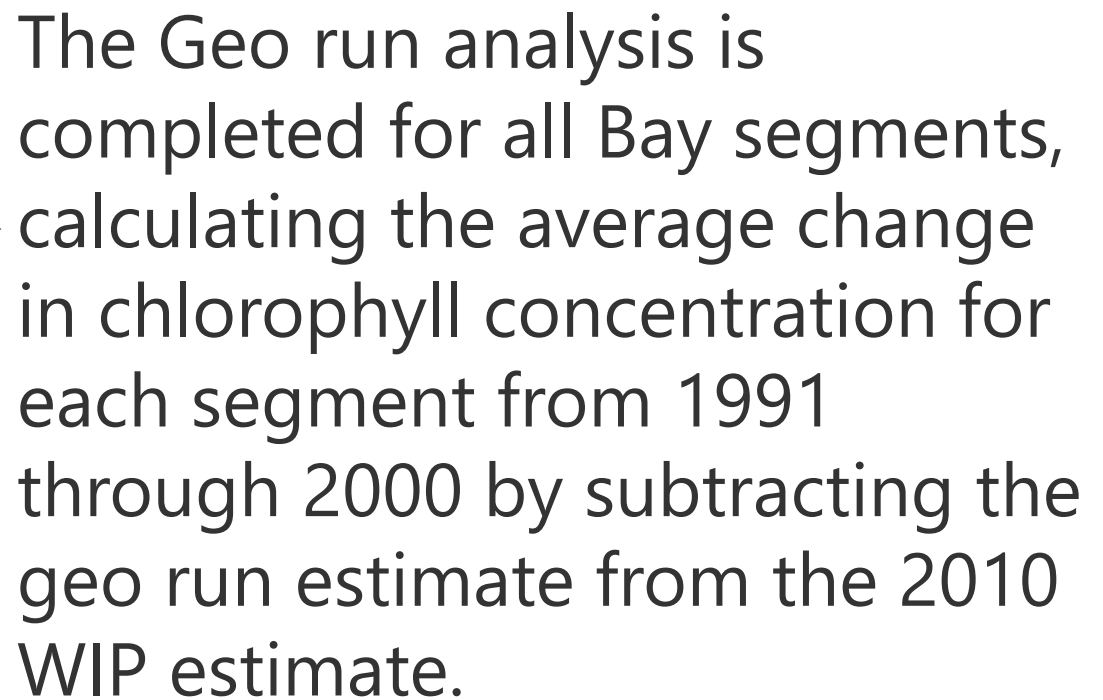 The Geo run analysis is
completed for all Bay segments,
calculating the average change
in chlorophyll concentration for
each segment from 1991
through 2000 by subtracting the
geo run estimate from the 2010
WIP estimate.